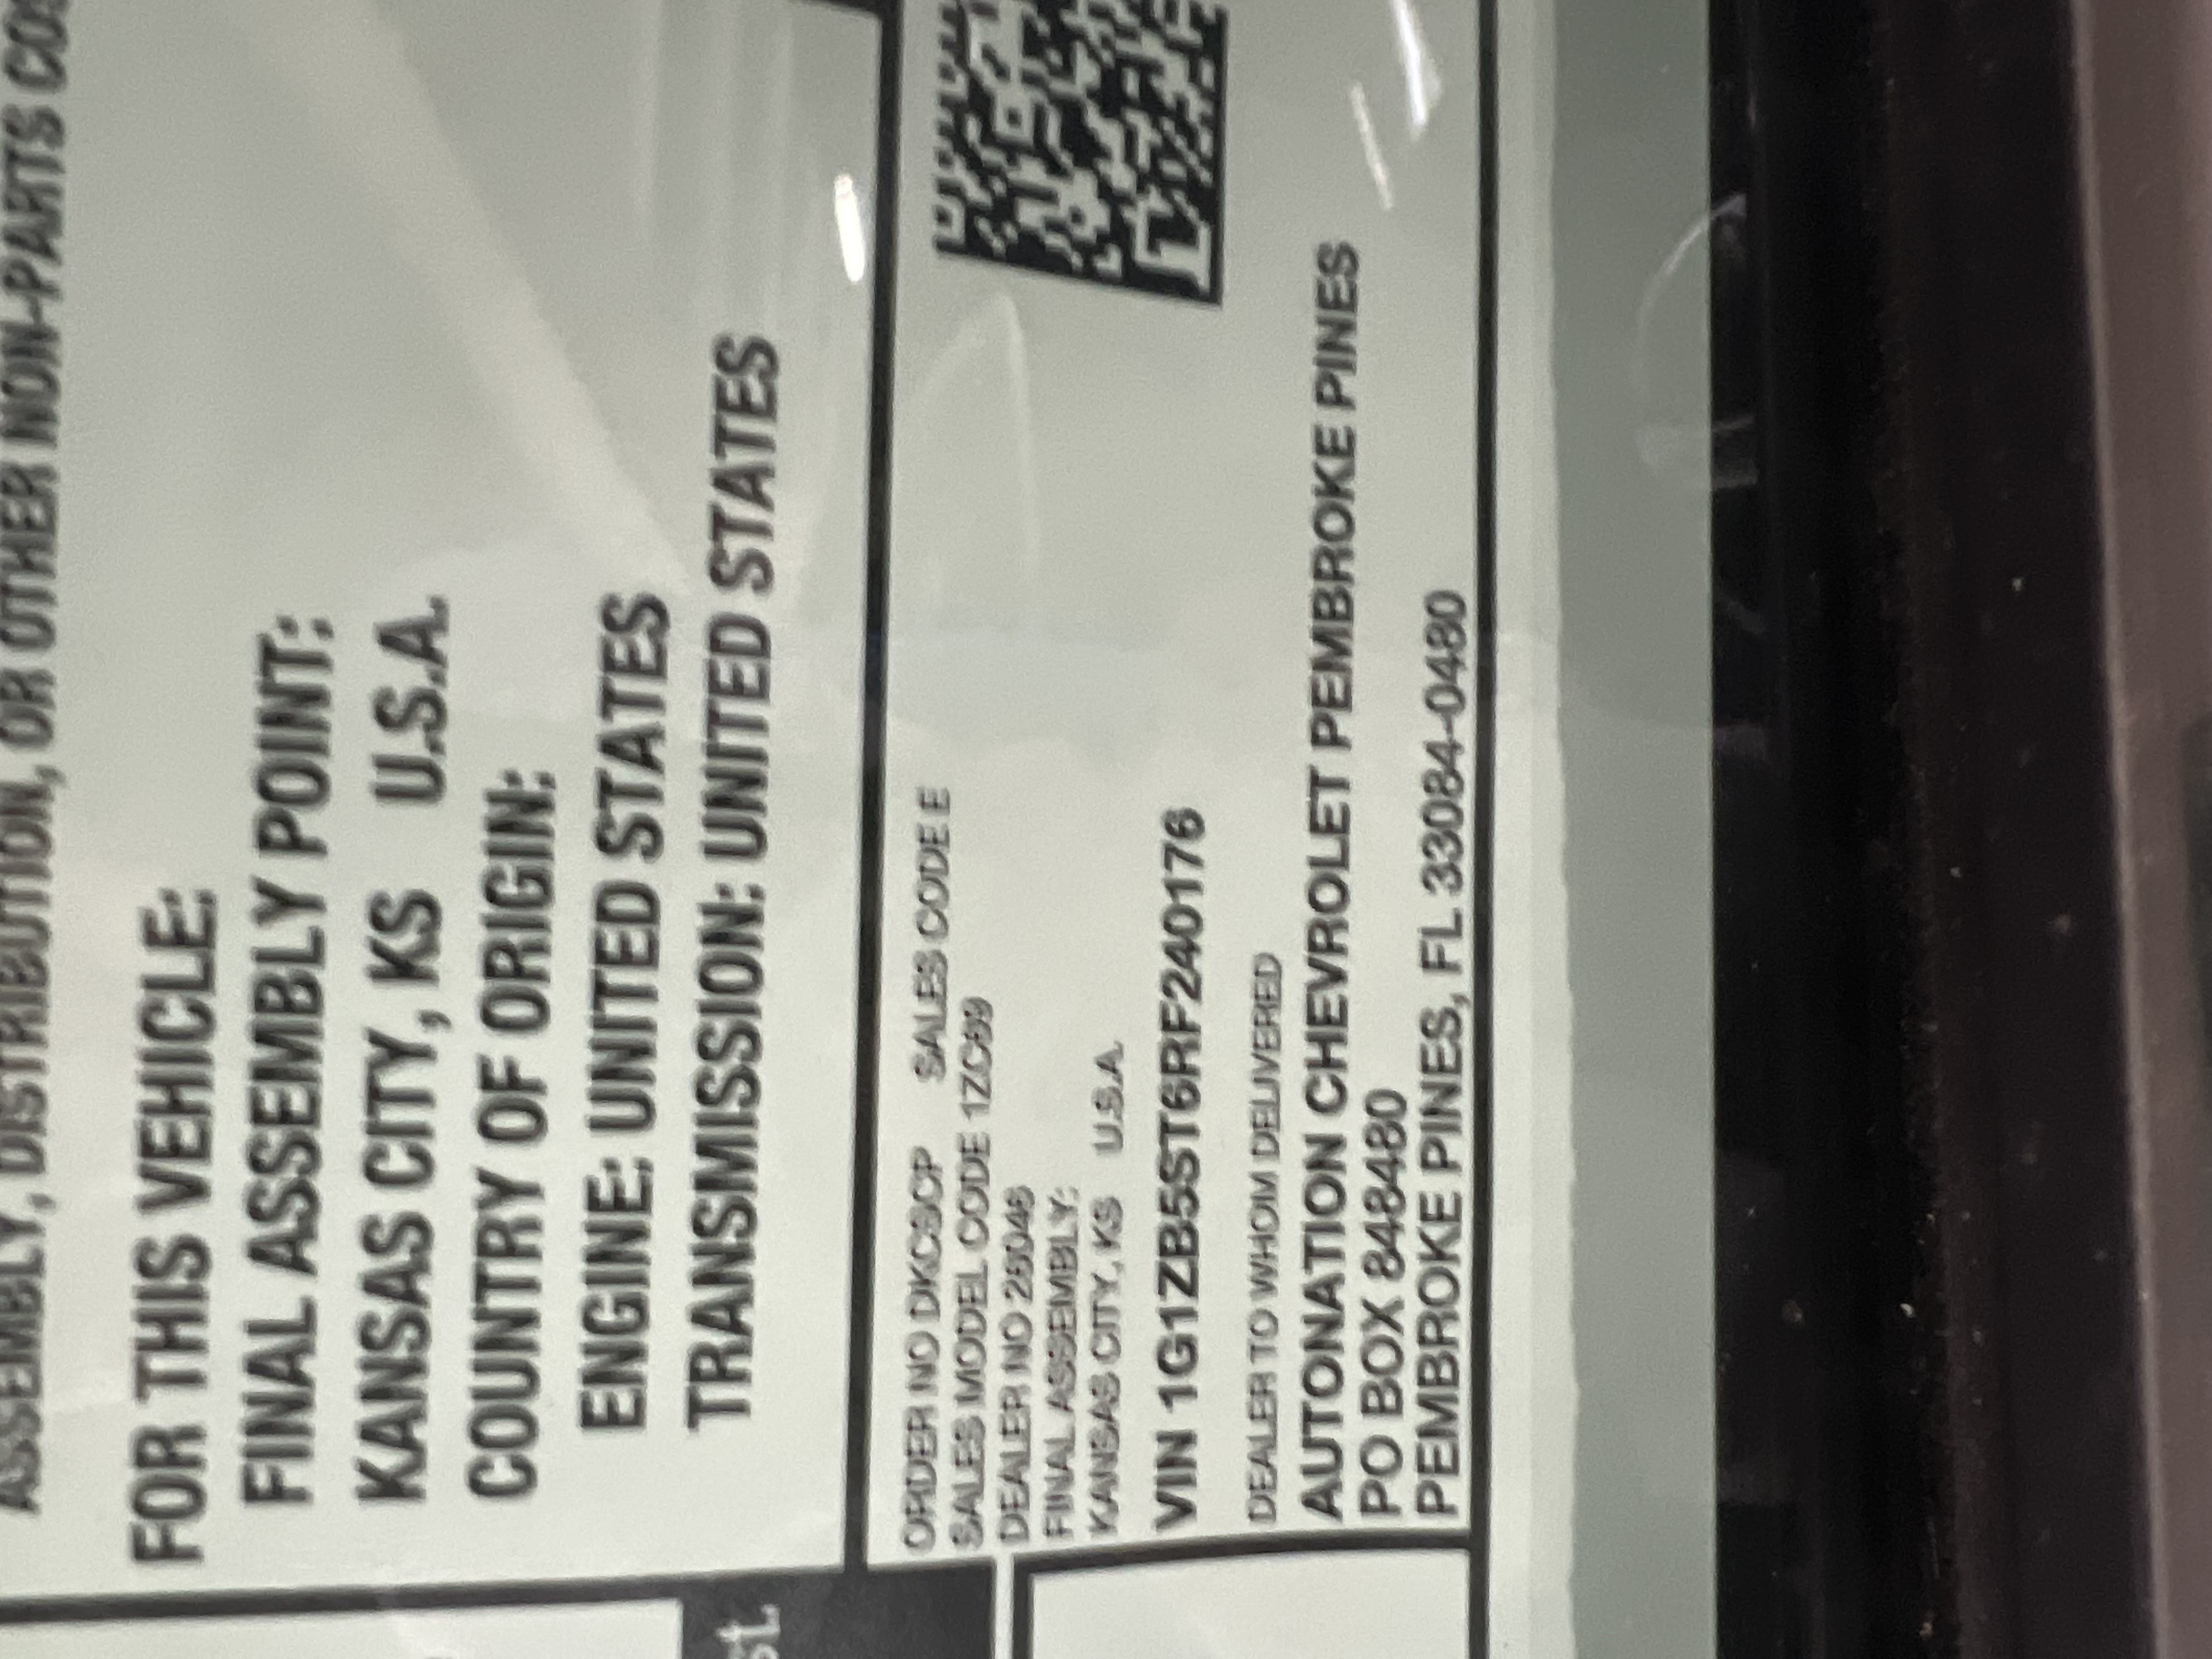 ASSEMBLY, DISTRIBUTION, OR OTHER NON-PARTS
FOR THIS VEHICLE:
FINAL ASSEMBLY POINT:
KANSAS CITY, KS U.S.A.
COUNTRY OF ORIGIN:
ENGINE: UNITED STATES
TRANSMISSION: UNITED STATES
ORDER NO SALES CODE E
SALES MODEL CODE 1ZC69
DEALER NO
FINAL ASSEMBLY:
KANSAS CITY, KS U.S.A.
VIN 1G1ZB5ST6RF240176
DEALER TO WHOM DELIVERED
AUTONATION CHEVROLET PEMBROKE PINES
PO BOX 848480
PEMBROKE PINES, FL 33084-0480